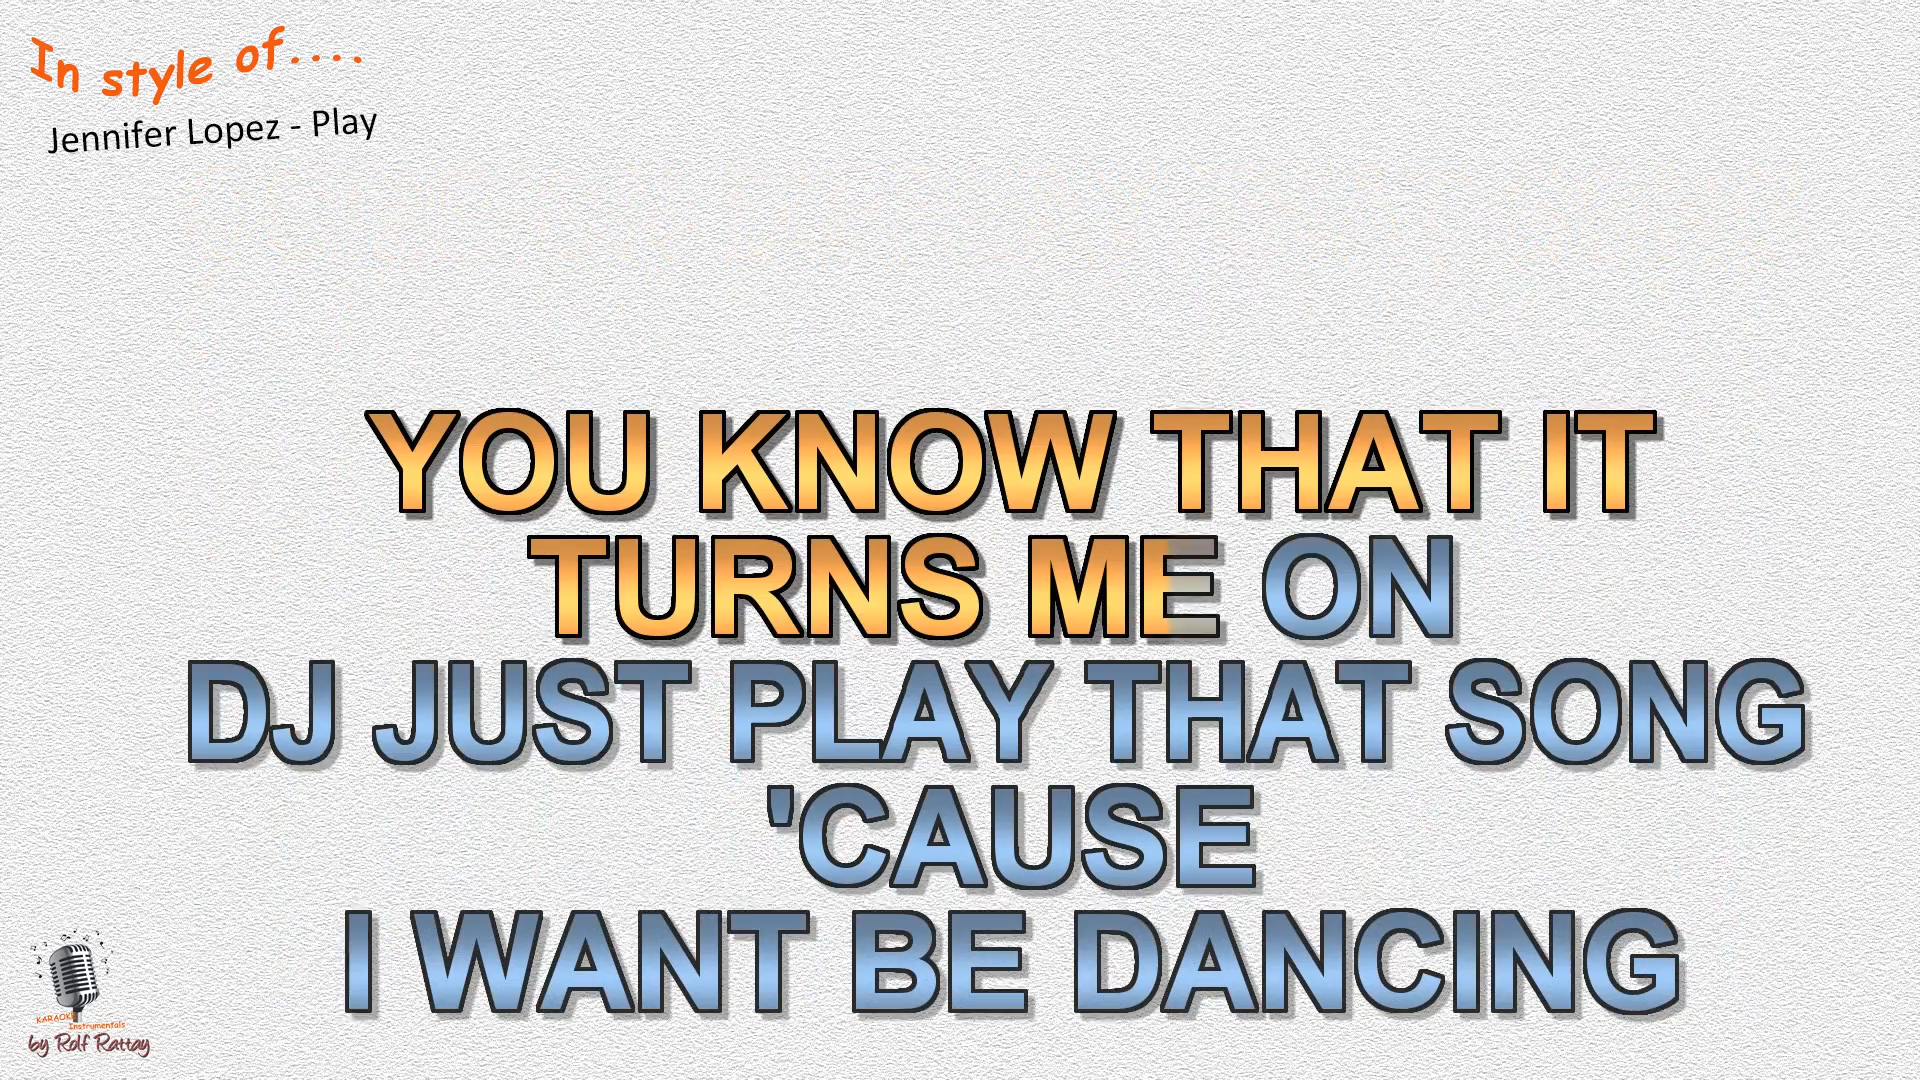 In style of....
Jennifer Lopez - Play
YOU KNOW THAT IT
TURNS ME ON
DJ JUST PLAY THAT SONG
'CAUSE
I WANT BE DANCING
KARAOKE
Instrumentals
by Rolf Rattay